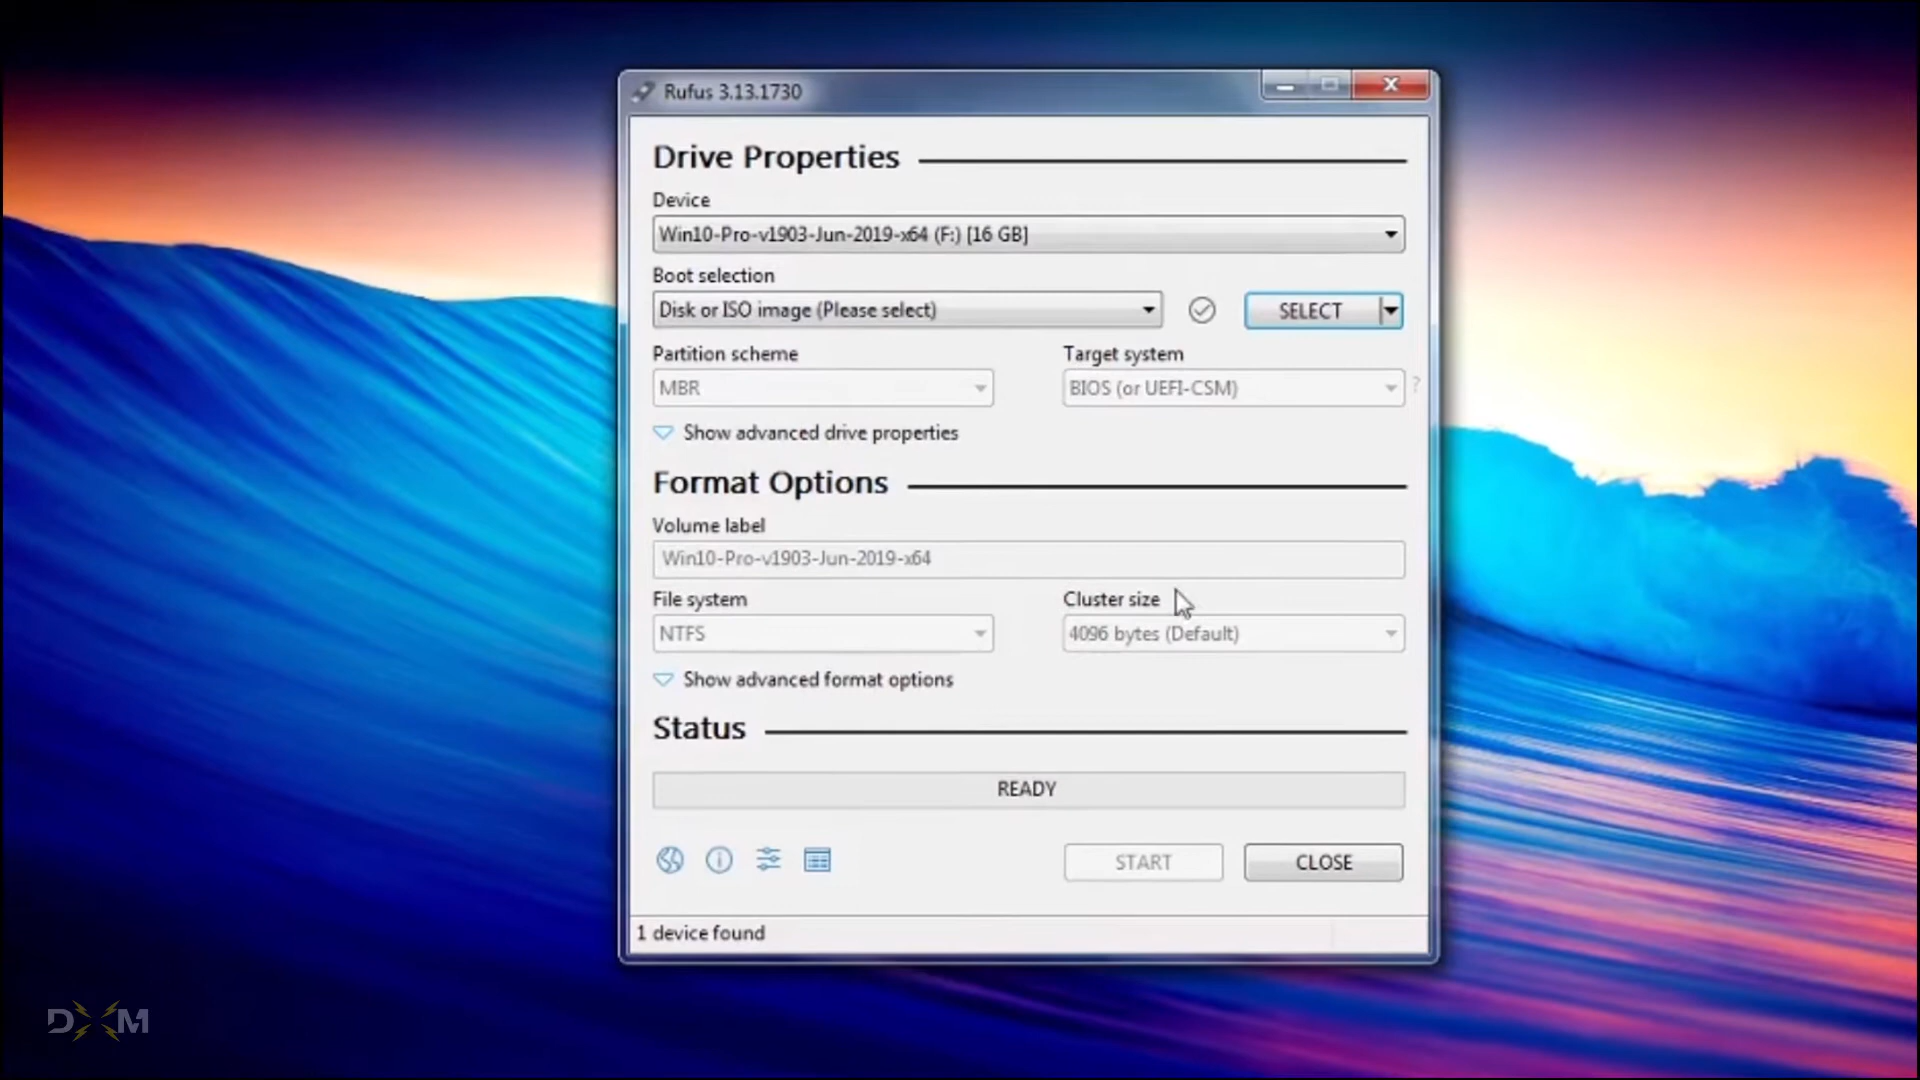 Rufus 3.13.1730
Drive Properties
Device
Win10-Pro-v1903-Jun-2019-x64 (F:) [16 GB]
Boot selection
Disk or ISO image (Please select)
SELECT
Partition scheme
Target system
MBR
BIOS (or UEFI-CSM)
?
Show advanced drive properties
Format Options
Volume label
Win10-Pro-v1903-Jun-2019-x64
File system
Cluster size
NTFS
4096 bytes (Default)
Show advanced format options
Status
READY
START
CLOSE
1 device found
DXM